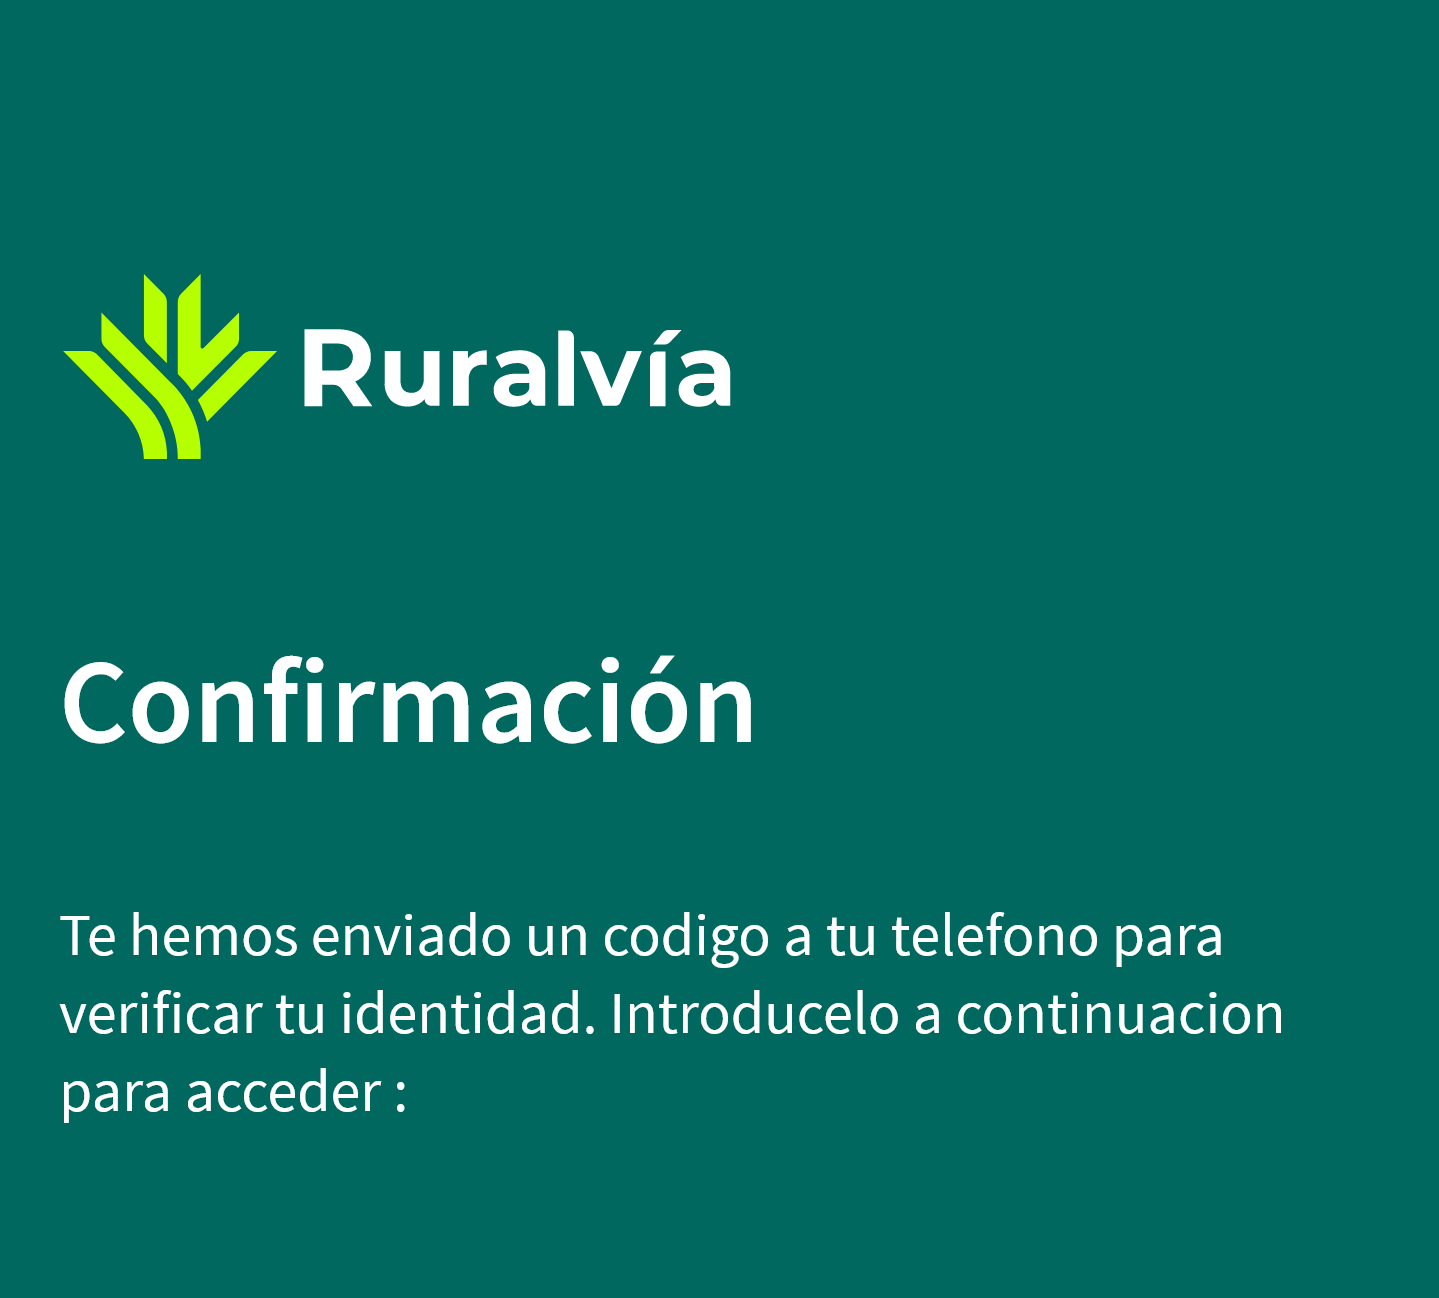 Ruralvía
Confirmación
Te hemos enviado un codigo a tu telefono para
verificar tu identidad. Introducelo a continuacion
para acceder :